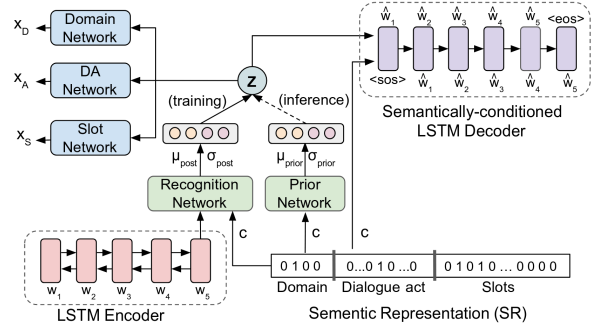 x_D
Domain
Network
x_A
DA
Network
x_S
Slot
Network
z
(training)
(inference)
μ_post σ_post
μ_prior σ_prior
Recognition
Network
Prior
Network
c
c
c
ŵ_1 ŵ_2 ŵ_3 ŵ_4 ŵ_5 <eos>
<sos> ŵ_1 ŵ_2 ŵ_3 ŵ_4 ŵ_5
Semantically-conditioned
LSTM Decoder
w_1 w_2 w_3 w_4 w_5
LSTM Encoder
0 1 0 0
0...0 1 0 ...0
0 1 0 1 0 ... 0 0 0 0
Domain
Dialogue act
Slots
Sementic Representation (SR)